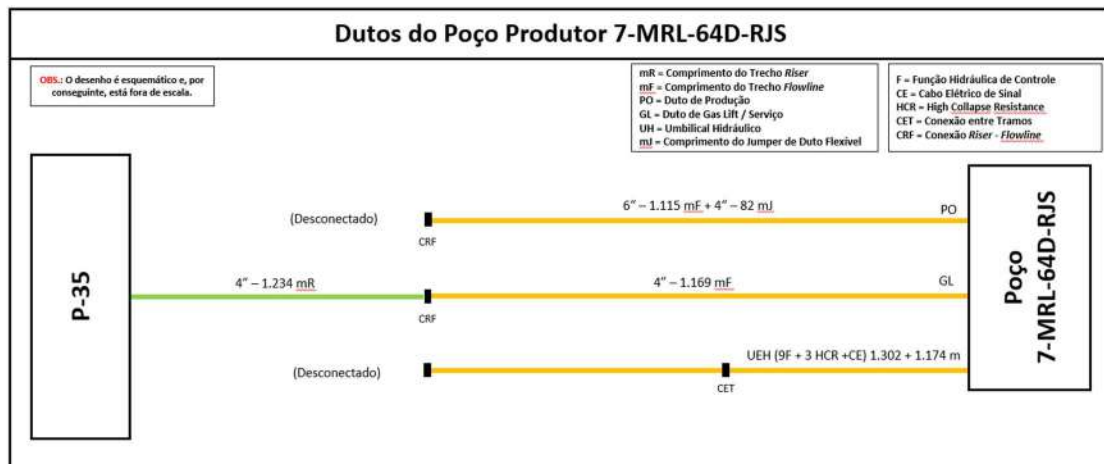 Dutos do Poço Produtor 7-MRL-64D-RJS
OBS.: O desenho é esquemático e, por
conseguinte, está fora de escala.
mR = Comprimento do Trecho Riser
mF = Comprimento do Trecho Flowline
PO = Duto de Produção
GL = Duto de Gas Lift / Serviço
UH = Umbilical Hidráulico
mJ = Comprimento do Jumper de Duto Flexível
F = Função Hidráulica de Controle
CE = Cabo Elétrico de Sinal
HCR = High Collapse Resistance
CET = Conexão entre Tramos
CRF = Conexão Riser - Flowline
P-35
(Desconectado)
CRF
6" – 1.115 mF + 4" – 82 mJ
PO
4" – 1.234 mR
CRF
4" – 1.169 mF
GL
(Desconectado)
CET
UEH (9F + 3 HCR +CE) 1.302 + 1.174 m
Poço
7-MRL-64D-RJS